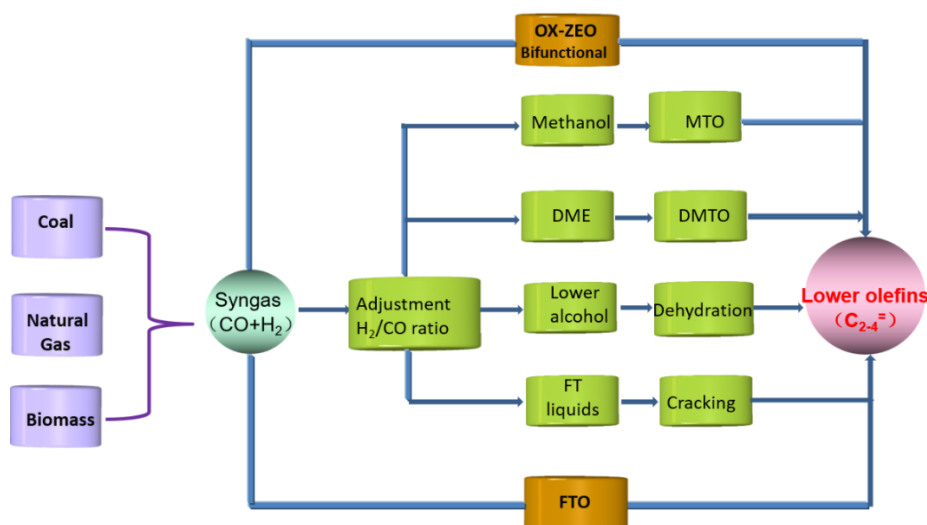 OX-ZEO
Bifunctional
Methanol
MTO
Coal
DME
DMTO
Syngas
（CO+H₂）
Adjustment
H₂/CO ratio
Lower
alcohol
Dehydration
Lower olefins
（C₂₋₄⁼）
Natural
Gas
Biomass
FT
liquids
Cracking
FTO